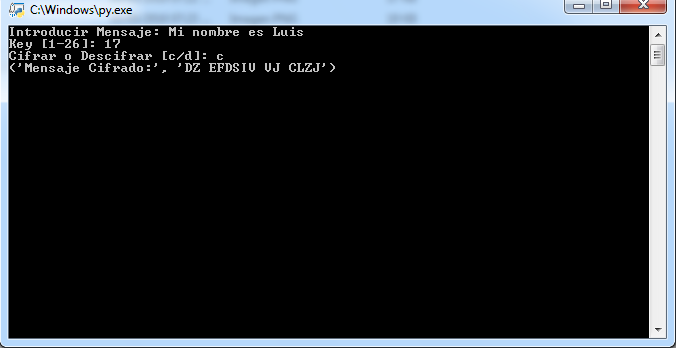 C:\Windows\py.exe
Introducir Mensaje: Mi nombre es Luis
Key [1-26]: 17
Cifrar o Descifrar [c/d]: c
('Mensaje Cifrado:', 'DZ EFDSIV VJ CLZJ')